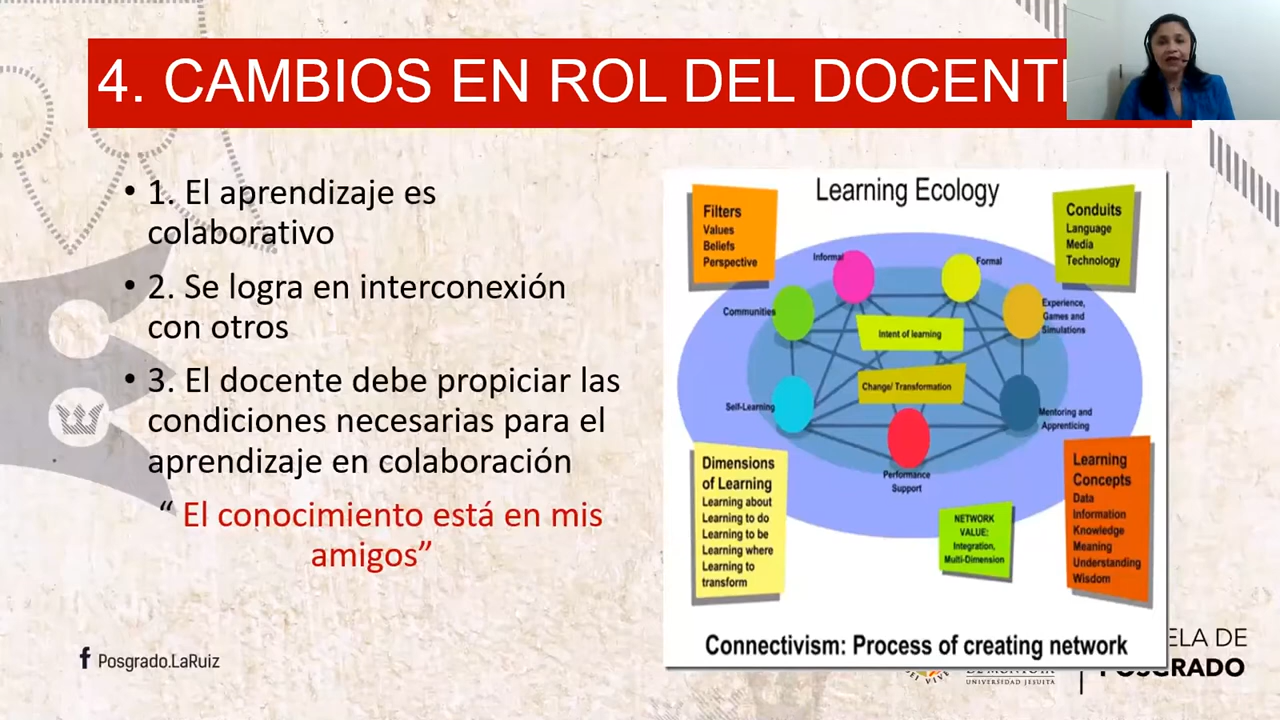 4. CAMBIOS EN ROL DEL DOCENT
• 1. El aprendizaje es
colaborativo
• 2. Se logra en interconexión
con otros
• 3. El docente debe propiciar las
condiciones necesarias para el
aprendizaje en colaboración
“ El conocimiento está en mis
amigos”
Learning Ecology
Filters
Values
Beliefs
Perspective
Conduits
Language
Media
Technology
Informal
Formal
Communities
Experience,
Games and
Simulations
Intent of learning
Change/ Transformation
Self-Learning
Mentoring and
Apprenticing
Performance
Support
Dimensions
of Learning
Learning about
Learning to do
Learning to be
Learning where
Learning to
transform
NETWORK
VALUE:
Integration,
Multi-Dimension
Learning
Concepts
Data
Information
Knowledge
Meaning
Understanding
Wisdom
Connectivism: Process of creating network
f Posgrado.LaRuiz
UNIVERSIDAD JESUITA
ELA DE
POSGRADO